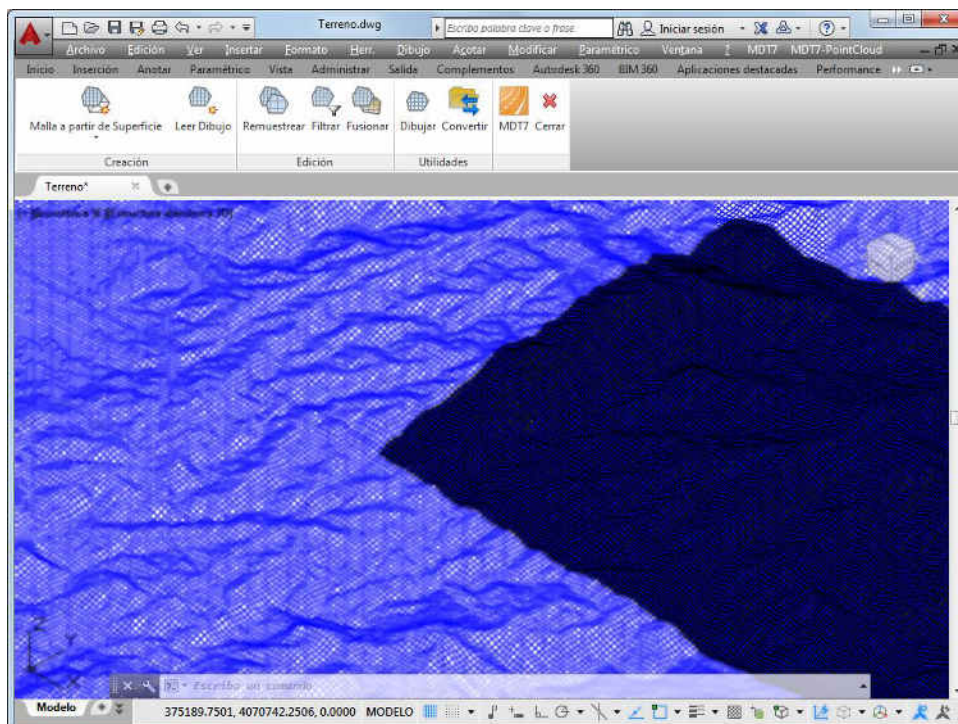 Terreno.dwg
Escriba palabra clave o frase
Iniciar sesión
Archivo Edición Ver Insertar Formato Herr. Dibujo Acotar Modificar Paramétrico Ventana ? MDT7 MDT7-PointCloud
Inicio Inserción Anotar Paramétrico Vista Administrar Salida Complementos Autodesk 360 BIM 360 Aplicaciones destacadas Performance
Malla a partir de Superficie Leer Dibujo Remuestrear Filtrar Fusionar Dibujar Convertir MDT7 Cerrar
Creación Edición Utilidades
Terreno*
Z
Y
X
Escriba un comando
Modelo 375189.7501, 4070742.2506, 0.0000 MODELO